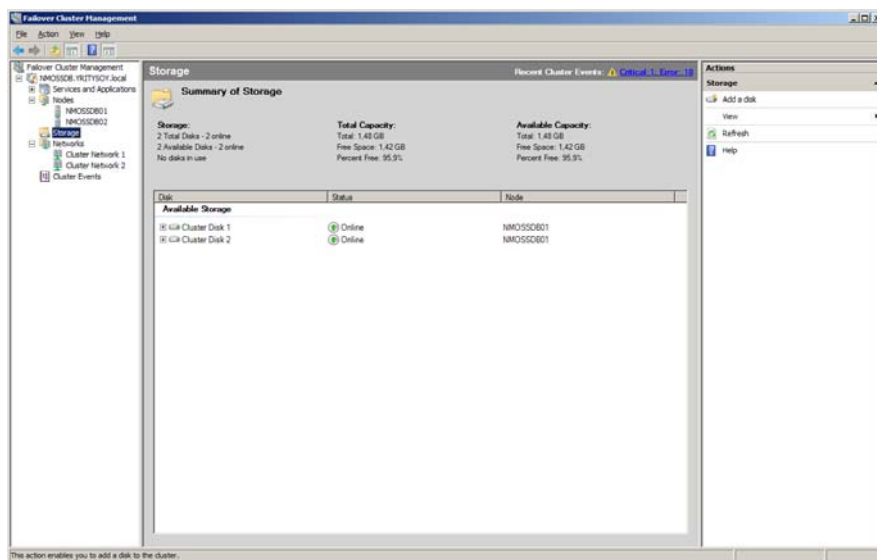 Failover Cluster Management
File Action View Help
Failover Cluster Management
NMOSSDB.YRITYSOY.local
Services and Applications
Nodes
NMOSSDB01
NMOSSDB02
Storage
Networks
Cluster Network 1
Cluster Network 2
Cluster Events
Storage Recent Cluster Events: Critical: 1, Error: 18
Summary of Storage
Storage: Total Capacity: Available Capacity:
2 Total Disks - 2 online Total: 1,48 GB Total: 1,48 GB
2 Available Disks - 2 online Free Space: 1,42 GB Free Space: 1,42 GB
No disks in use Percent Free: 95,9% Percent Free: 95,9%
Disk Status Node
Available Storage
Cluster Disk 1 Online NMOSSDB01
Cluster Disk 2 Online NMOSSDB01
Actions
Storage
Add a disk
View
Refresh
Help
This action enables you to add a disk to the cluster.